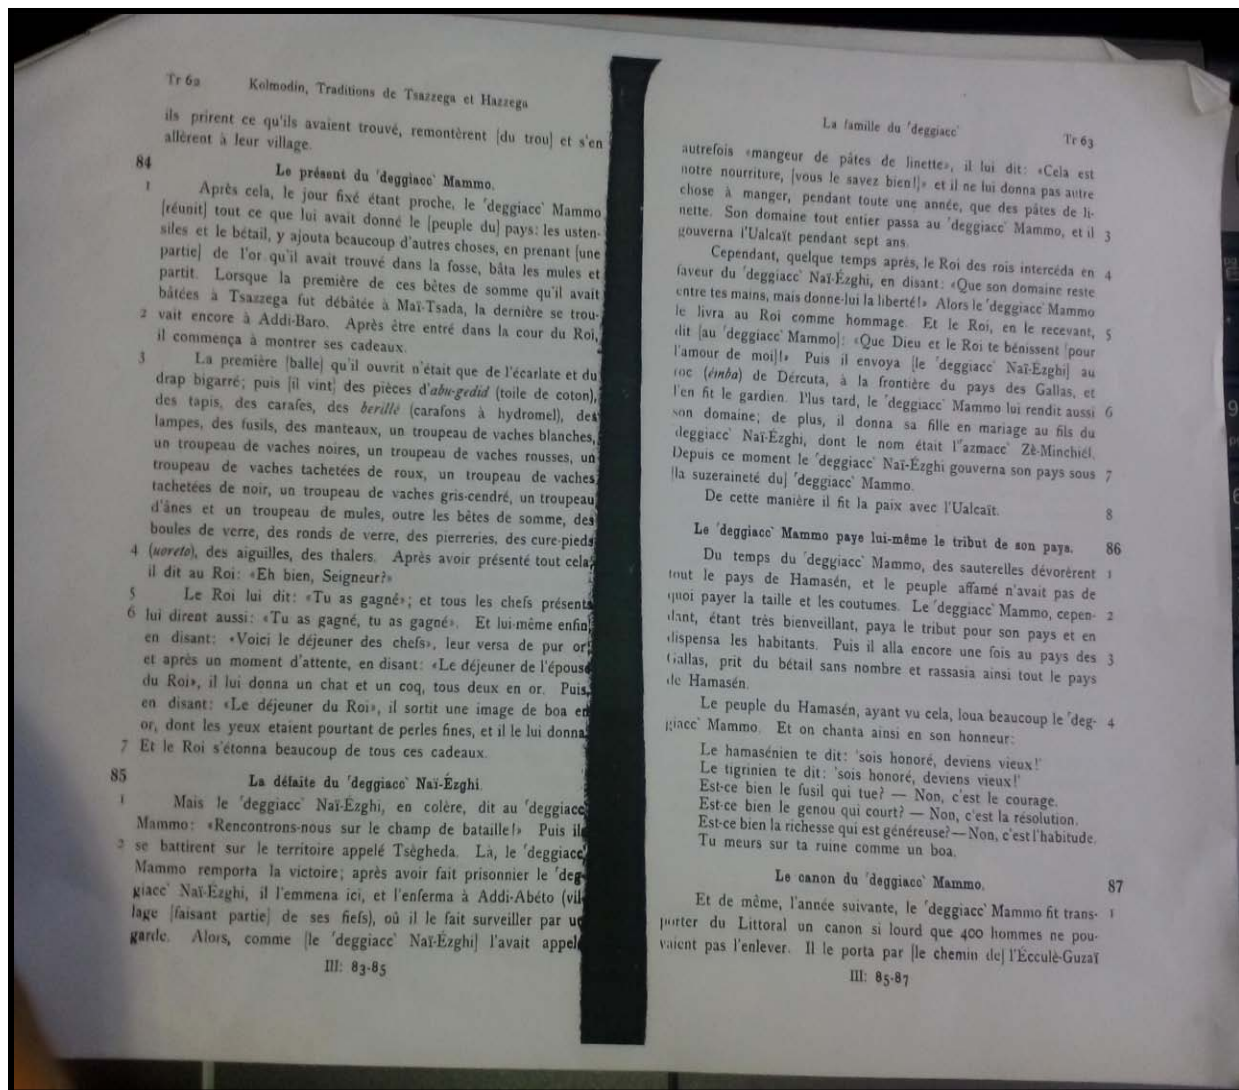 Tr 62 Kolmodin, Traditions de Tsazzega et Hazzega
ils prirent ce qu'ils avaient trouvé, remontèrent [du trou] et s'en
allèrent à leur village.
84 Le présent du ʿdeggiacc` Mammo.
1 Après cela, le jour fixé étant proche, le ʿdeggiacc` Mammo
[réunit] tout ce que lui avait donné le [peuple du] pays: les usten-
siles et le bétail, y ajouta beaucoup d'autres choses, en prenant [une
partie] de l'or qu'il avait trouvé dans la fosse, bâta les mules et
partit. Lorsque la première de ces bêtes de somme qu'il avait
bâtées à Tsazzega fut débâtée à Maï-Tsada, la dernière se trou-
2 vait encore à Addi-Baro. Après être entré dans la cour du Roi,
il commença à montrer ses cadeaux.
3 La première [balle] qu'il ouvrit n'était que de l'écarlate et du
drap bigarré; puis [il vint] des pièces d'abu-gedid (toile de coton),
des tapis, des carafes, des berillé (carafons à hydromel), des
lampes, des fusils, des manteaux, un troupeau de vaches blanches,
un troupeau de vaches noires, un troupeau de vaches rousses, un
troupeau de vaches tachetées de roux, un troupeau de vaches
tachetées de noir, un troupeau de vaches gris-cendré, un troupeau
d'ânes et un troupeau de mules, outre les bêtes de somme, des
boules de verre, des ronds de verre, des pierreries, des cure-pieds
4 (uoreto), des aiguilles, des thalers. Après avoir présenté tout cela,
il dit au Roi: «Eh bien, Seigneur?»
5 Le Roi lui dit: «Tu as gagné»; et tous les chefs présents
6 lui dirent aussi: «Tu as gagné, tu as gagné». Et lui-même enfin,
en disant: «Voici le déjeuner des chefs», leur versa de pur or;
et après un moment d'attente, en disant: «Le déjeuner de l'épouse
du Roi», il lui donna un chat et un coq, tous deux en or. Puis,
en disant: «Le déjeuner du Roi», il sortit une image de boa en
or, dont les yeux etaient pourtant de perles fines, et il le lui donna.
7 Et le Roi s'étonna beaucoup de tous ces cadeaux.
85 La défaite du ʿdeggiacc` Naï-Ézghi.
1 Mais le ʿdeggiacc` Naï-Ézghi, en colère, dit au ʿdeggiacc`
Mammo: «Rencontrons-nous sur le champ de bataille!» Puis ils
2 se battirent sur le territoire appelé Tsègheda. Là, le ʿdeggiacc`
Mammo remporta la victoire; après avoir fait prisonnier le ʿdeg-
giacc` Naï-Ézghi, il l'emmena ici, et l'enferma à Addi-Abéto (vil-
lage [faisant partie] de ses fiefs), où il le fait surveiller par
garde. Alors, comme [le ʿdeggiacc` Naï-Ézghi] l'avait appel
III: 83-85
La famille du ʿdeggiacc` Tr 63
autrefois «mangeur de pâtes de linette», il lui dit: «Cela est
notre nourriture, [vous le savez bien!]» et il ne lui donna pas autre
chose à manger, pendant toute une année, que des pâtes de li-
nette. Son domaine tout entier passa au ʿdeggiacc` Mammo, et il 3
gouverna l'Ualcaït pendant sept ans.
Cependant, quelque temps après, le Roi des rois intercéda en 4
faveur du ʿdeggiacc` Naï-Ézghi, en disant: «Que son domaine reste
entre tes mains, mais donne-lui la liberté!» Alors le ʿdeggiacc` Mammo
le livra au Roi comme hommage. Et le Roi, en le recevant, 5
dit [au ʿdeggiacc` Mammo]: «Que Dieu et le Roi te bénissent [pour
l'amour de moi]!» Puis il envoya [le ʿdeggiacc` Naï-Ézghi] au
roc (émba) de Dércuta, à la frontière du pays des Gallas, et
l'en fit le gardien. Plus tard, le ʿdeggiacc` Mammo lui rendit aussi 6
son domaine; de plus, il donna sa fille en mariage au fils du
deggiacc` Naï-Ézghi, dont le nom était l'ʿazmacc` Zè-Minchiél.
Depuis ce moment le ʿdeggiacc` Naï-Ézghi gouverna son pays sous 7
[la suzeraineté du] ʿdeggiacc` Mammo.
De cette manière il fit la paix avec l'Ualcaït. 8
Le ʿdeggiacc` Mammo paye lui-même le tribut de son pays. 86
Du temps du ʿdeggiacc` Mammo, des sauterelles dévorèrent 1
tout le pays de Hamasén, et le peuple affamé n'avait pas de
quoi payer la taille et les coutumes. Le ʿdeggiacc` Mammo, cepen- 2
dant, étant très bienveillant, paya le tribut pour son pays et en
dispensa les habitants. Puis il alla encore une fois au pays des 3
Gallas, prit du bétail sans nombre et rassasia ainsi tout le pays
de Hamasén.
Le peuple du Hamasén, ayant vu cela, loua beaucoup le ʿdeg- 4
giacc` Mammo. Et on chanta ainsi en son honneur:
Le hamasénien te dit: 'sois honoré, deviens vieux!'
Le tigrinien te dit: 'sois honoré, deviens vieux!'
Est-ce bien le fusil qui tue? — Non, c'est le courage.
Est-ce bien le genou qui court? — Non, c'est la résolution.
Est-ce bien la richesse qui est généreuse? — Non, c'est l'habitude.
Tu meurs sur ta ruine comme un boa.
Le canon du ʿdeggiacc` Mammo. 87
Et de même, l'année suivante, le ʿdeggiacc` Mammo fit trans- 1
porter du Littoral un canon si lourd que 400 hommes ne pou-
vaient pas l'enlever. Il le porta par [le chemin de] l'Écculè-Guzaï
III: 85-87